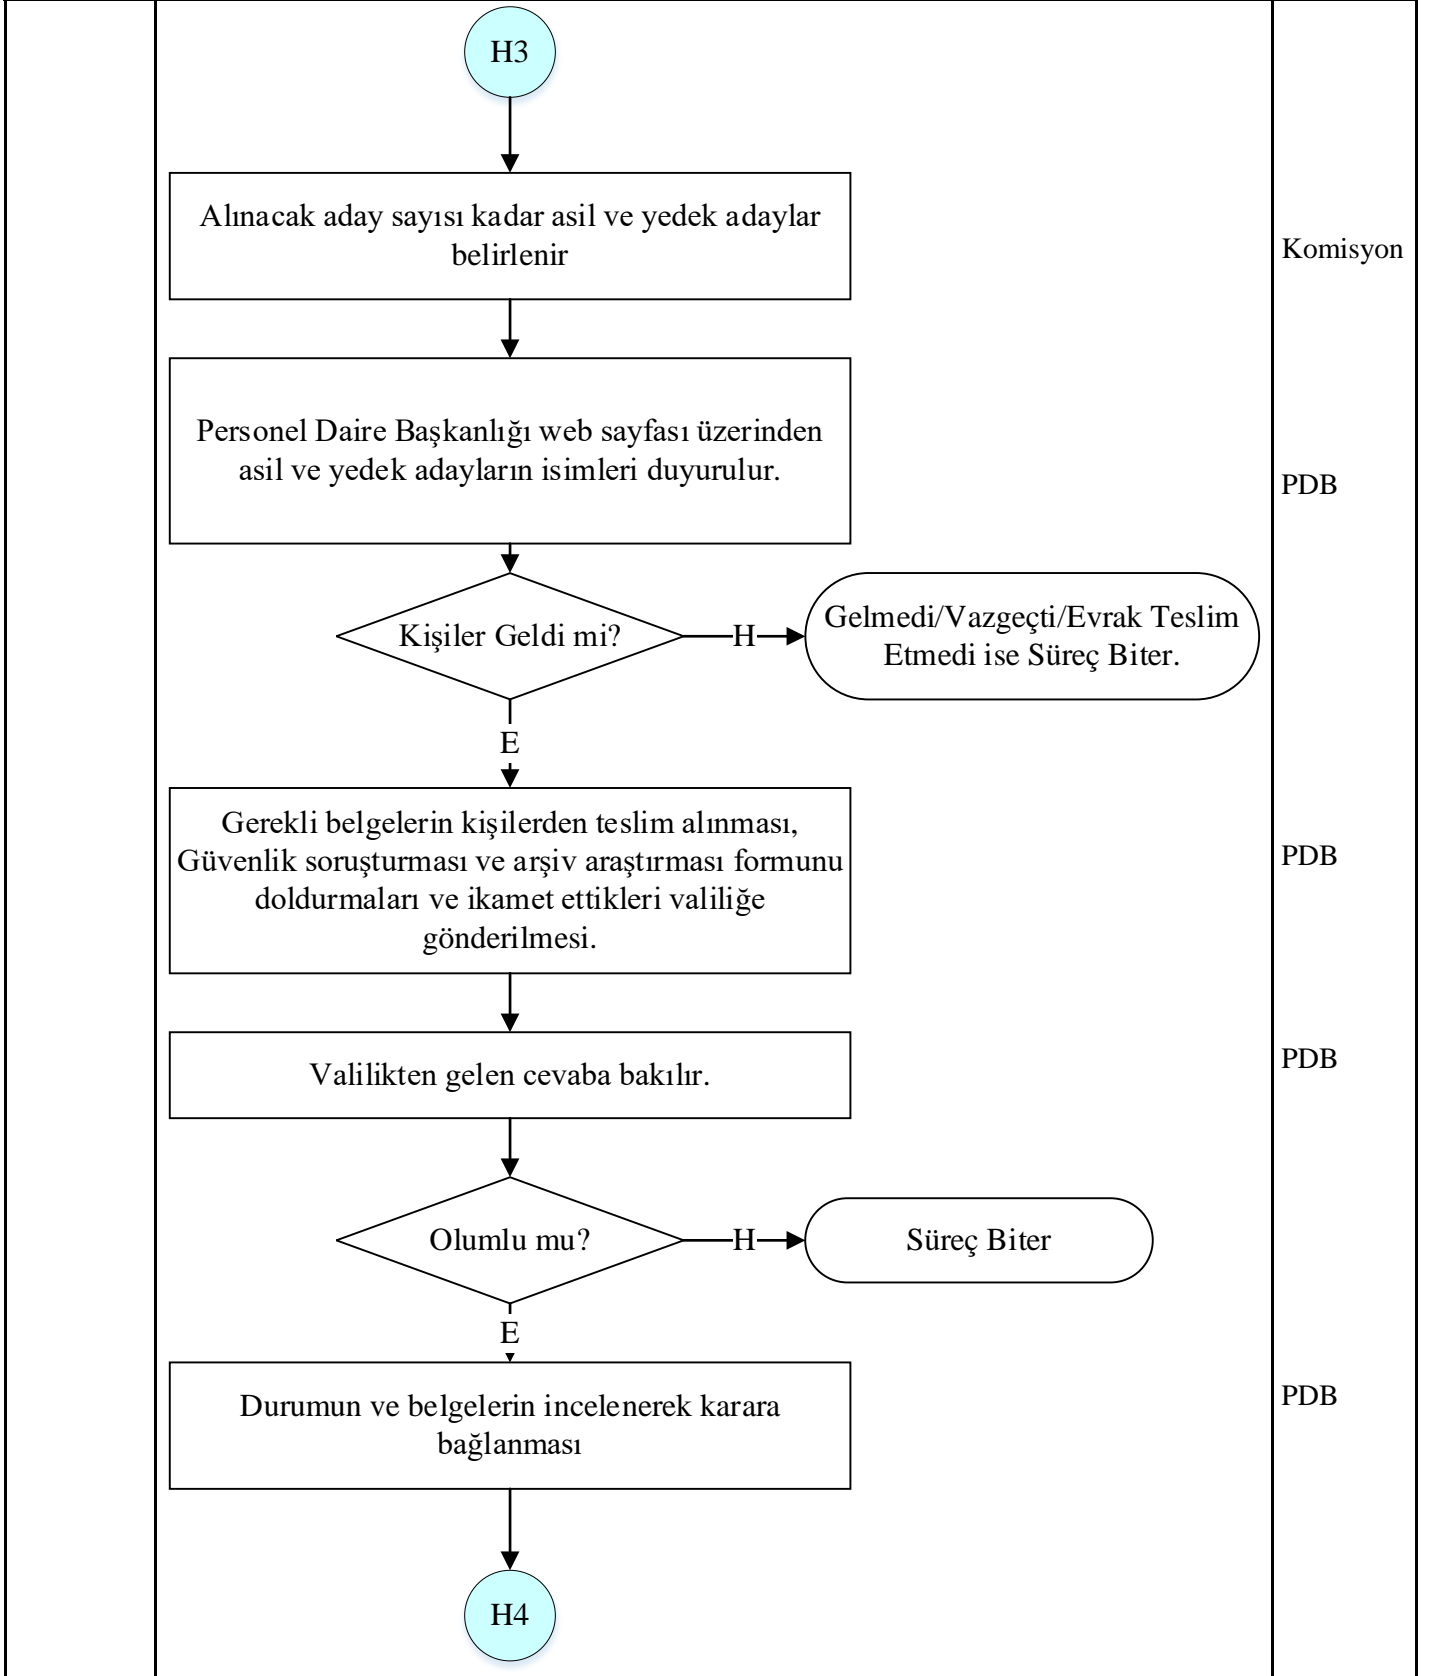 H3
Alınacak aday sayısı kadar asil ve yedek adaylar
belirlenir
Komisyon
Personel Daire Başkanlığı web sayfası üzerinden
asil ve yedek adayların isimleri duyurulur.
PDB
Kişiler Geldi mi?
H
Gelmedi/Vazgeçti/Evrak Teslim
Etmedi ise Süreç Biter.
E
Gerekli belgelerin kişilerden teslim alınması,
Güvenlik soruşturması ve arşiv araştırması formunu
doldurmaları ve ikamet ettikleri valiliğe
gönderilmesi.
PDB
Valilikten gelen cevaba bakılır.
PDB
Olumlu mu?
H
Süreç Biter
E
Durumun ve belgelerin incelenerek karara
bağlanması
PDB
H4